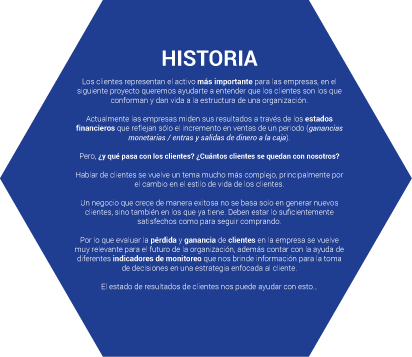 HISTORIA
Los clientes representan el activo más importante para las empresas, en el
siguiente proyecto queremos ayudarte a entender que los clientes son los que
conforman y dan vida a la estructura de una organización.
Actualmente las empresas miden sus resultados a través de los estados
financieros que reflejan sólo el incremento en ventas de un periodo (ganancias
monetarias / entras y salidas de dinero a la caja).
Pero, ¿y qué pasa con los clientes? ¿Cuántos clientes se quedan con nosotros?
Hablar de clientes se vuelve un tema mucho más complejo, principalmente por
el cambio en el estilo de vida de los clientes.
Un negocio que crece de manera exitosa no se basa solo en generar nuevos
clientes, sino también en los que ya tiene. Deben estar lo suficientemente
satisfechos como para seguir comprando.
Por lo que evaluar la pérdida y ganancia de clientes en la empresa se vuelve
muy relevante para el futuro de la organización, además contar con la ayuda de
diferentes indicadores de monitoreo que nos brinde información para la toma
de decisiones en una estrategia enfocada al cliente.
El estado de resultados de clientes nos puede ayudar con esto...